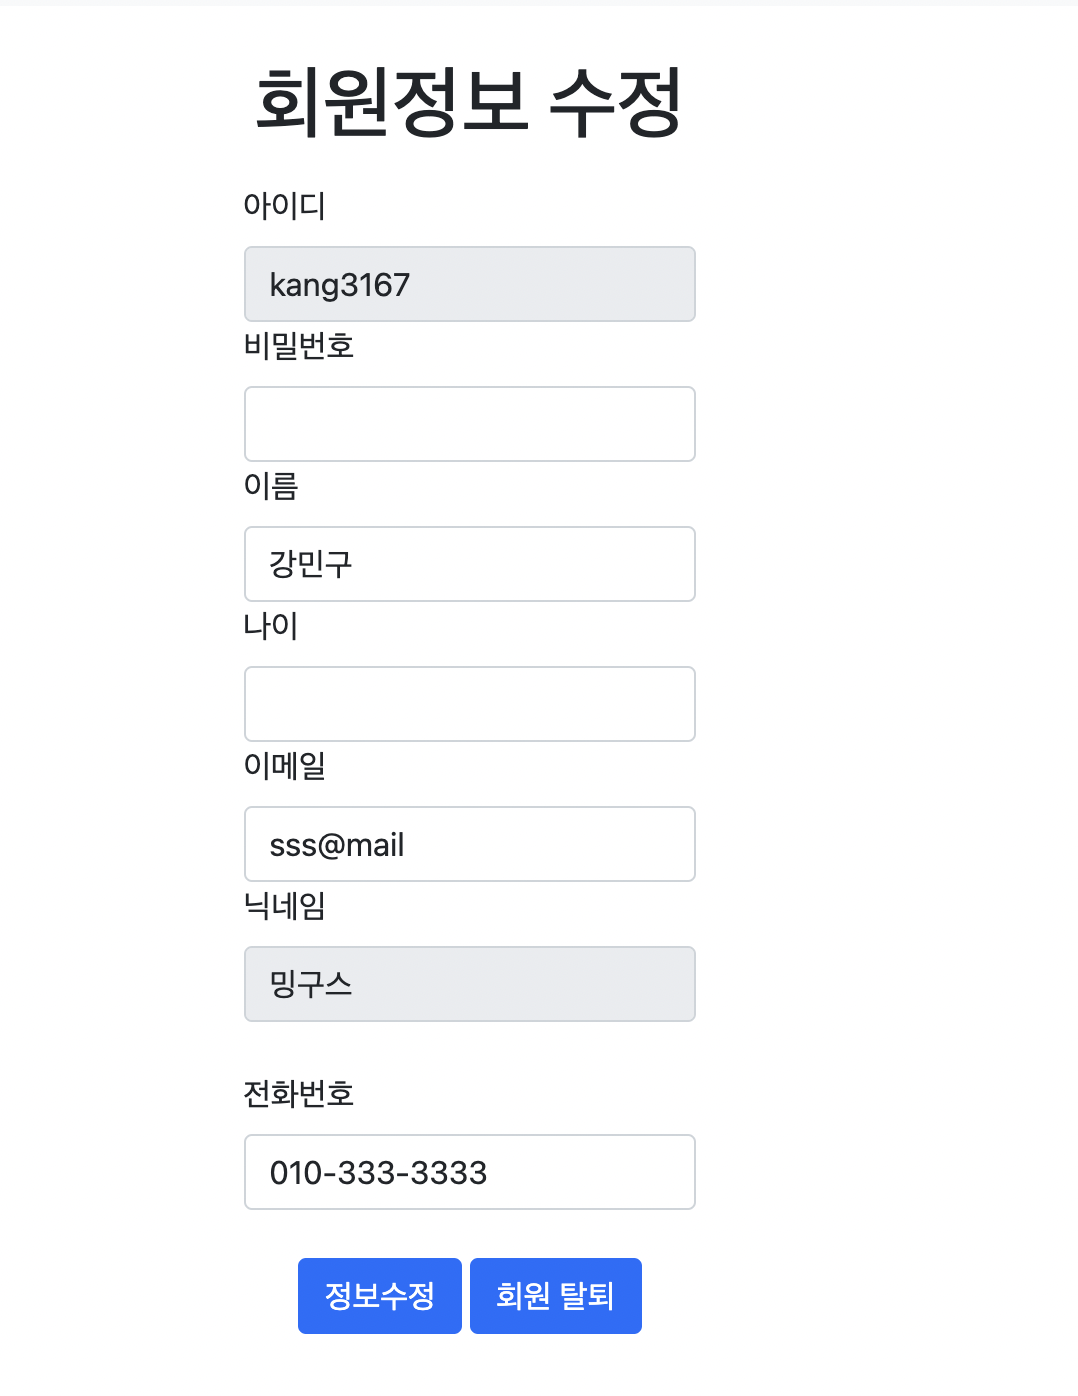 회원정보 수정
아이디
kang3167
비밀번호
이름
강민구
나이
이메일
sss@mail
닉네임
밍구스
전화번호
010-333-3333
정보수정 회원 탈퇴